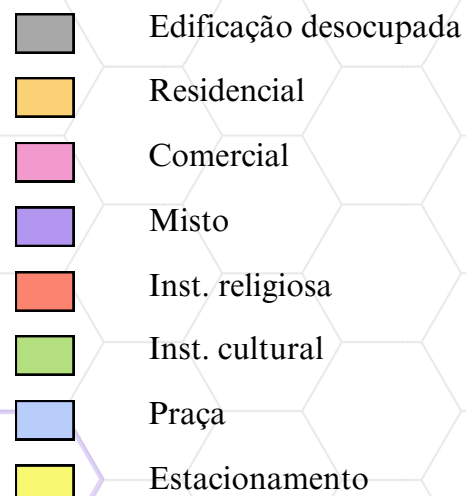 Edificação desocupada
Residencial
Comercial
Misto
Inst. religiosa
Inst. cultural
Praça
Estacionamento